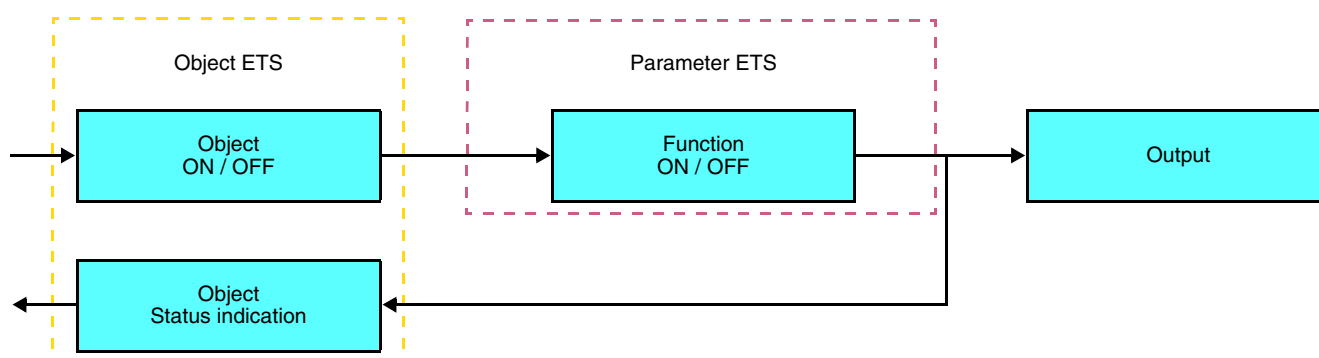 Object ETS
Parameter ETS
Object
ON / OFF
Function
ON / OFF
Output
Object
Status indication